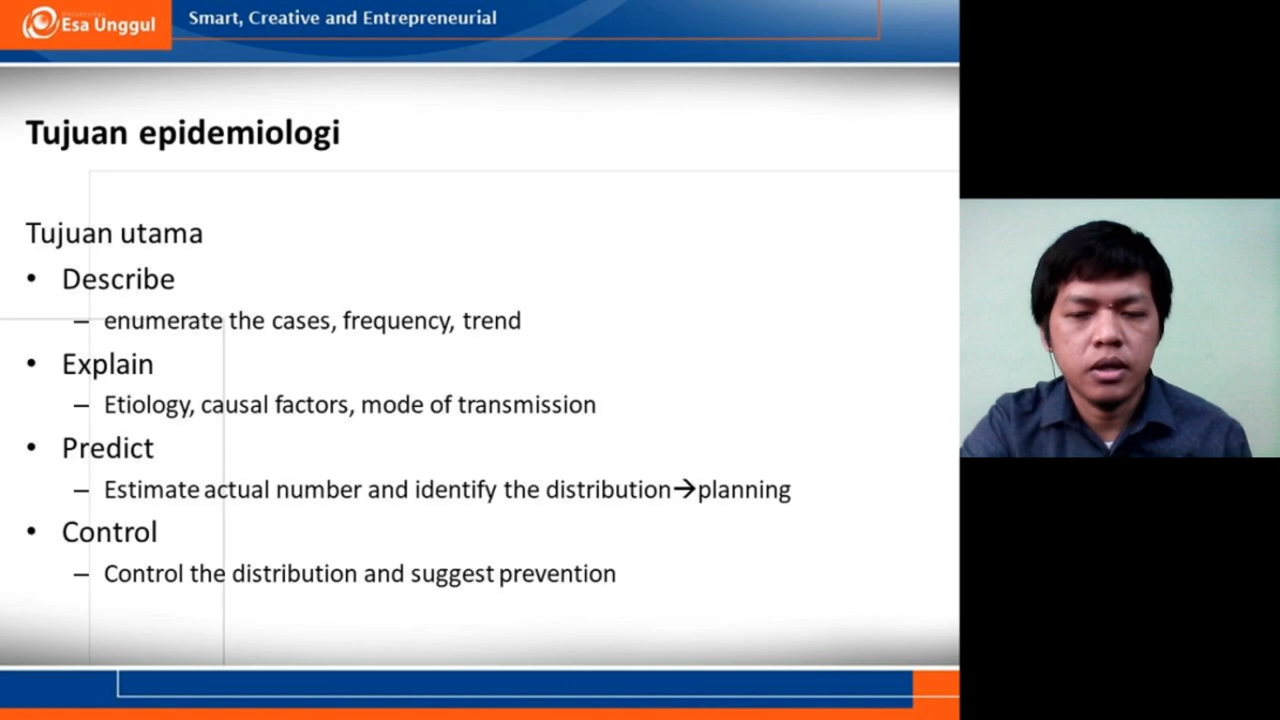 Universitas
Esa Unggul
Smart, Creative and Entrepreneurial
Tujuan epidemiologi
Tujuan utama
• Describe
– enumerate the cases, frequency, trend
• Explain
– Etiology, causal factors, mode of transmission
• Predict
– Estimate actual number and identify the distribution→planning
• Control
– Control the distribution and suggest prevention